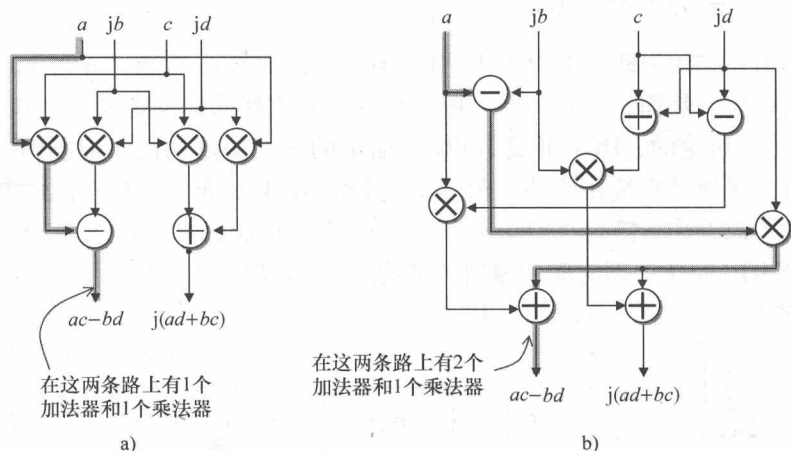 a jb c jd
ac−bd j(ad+bc)
在这两条路上有1个
加法器和1个乘法器
a)
a jb c jd
在这两条路上有2个
加法器和1个乘法器
ac−bd j(ad+bc)
b)